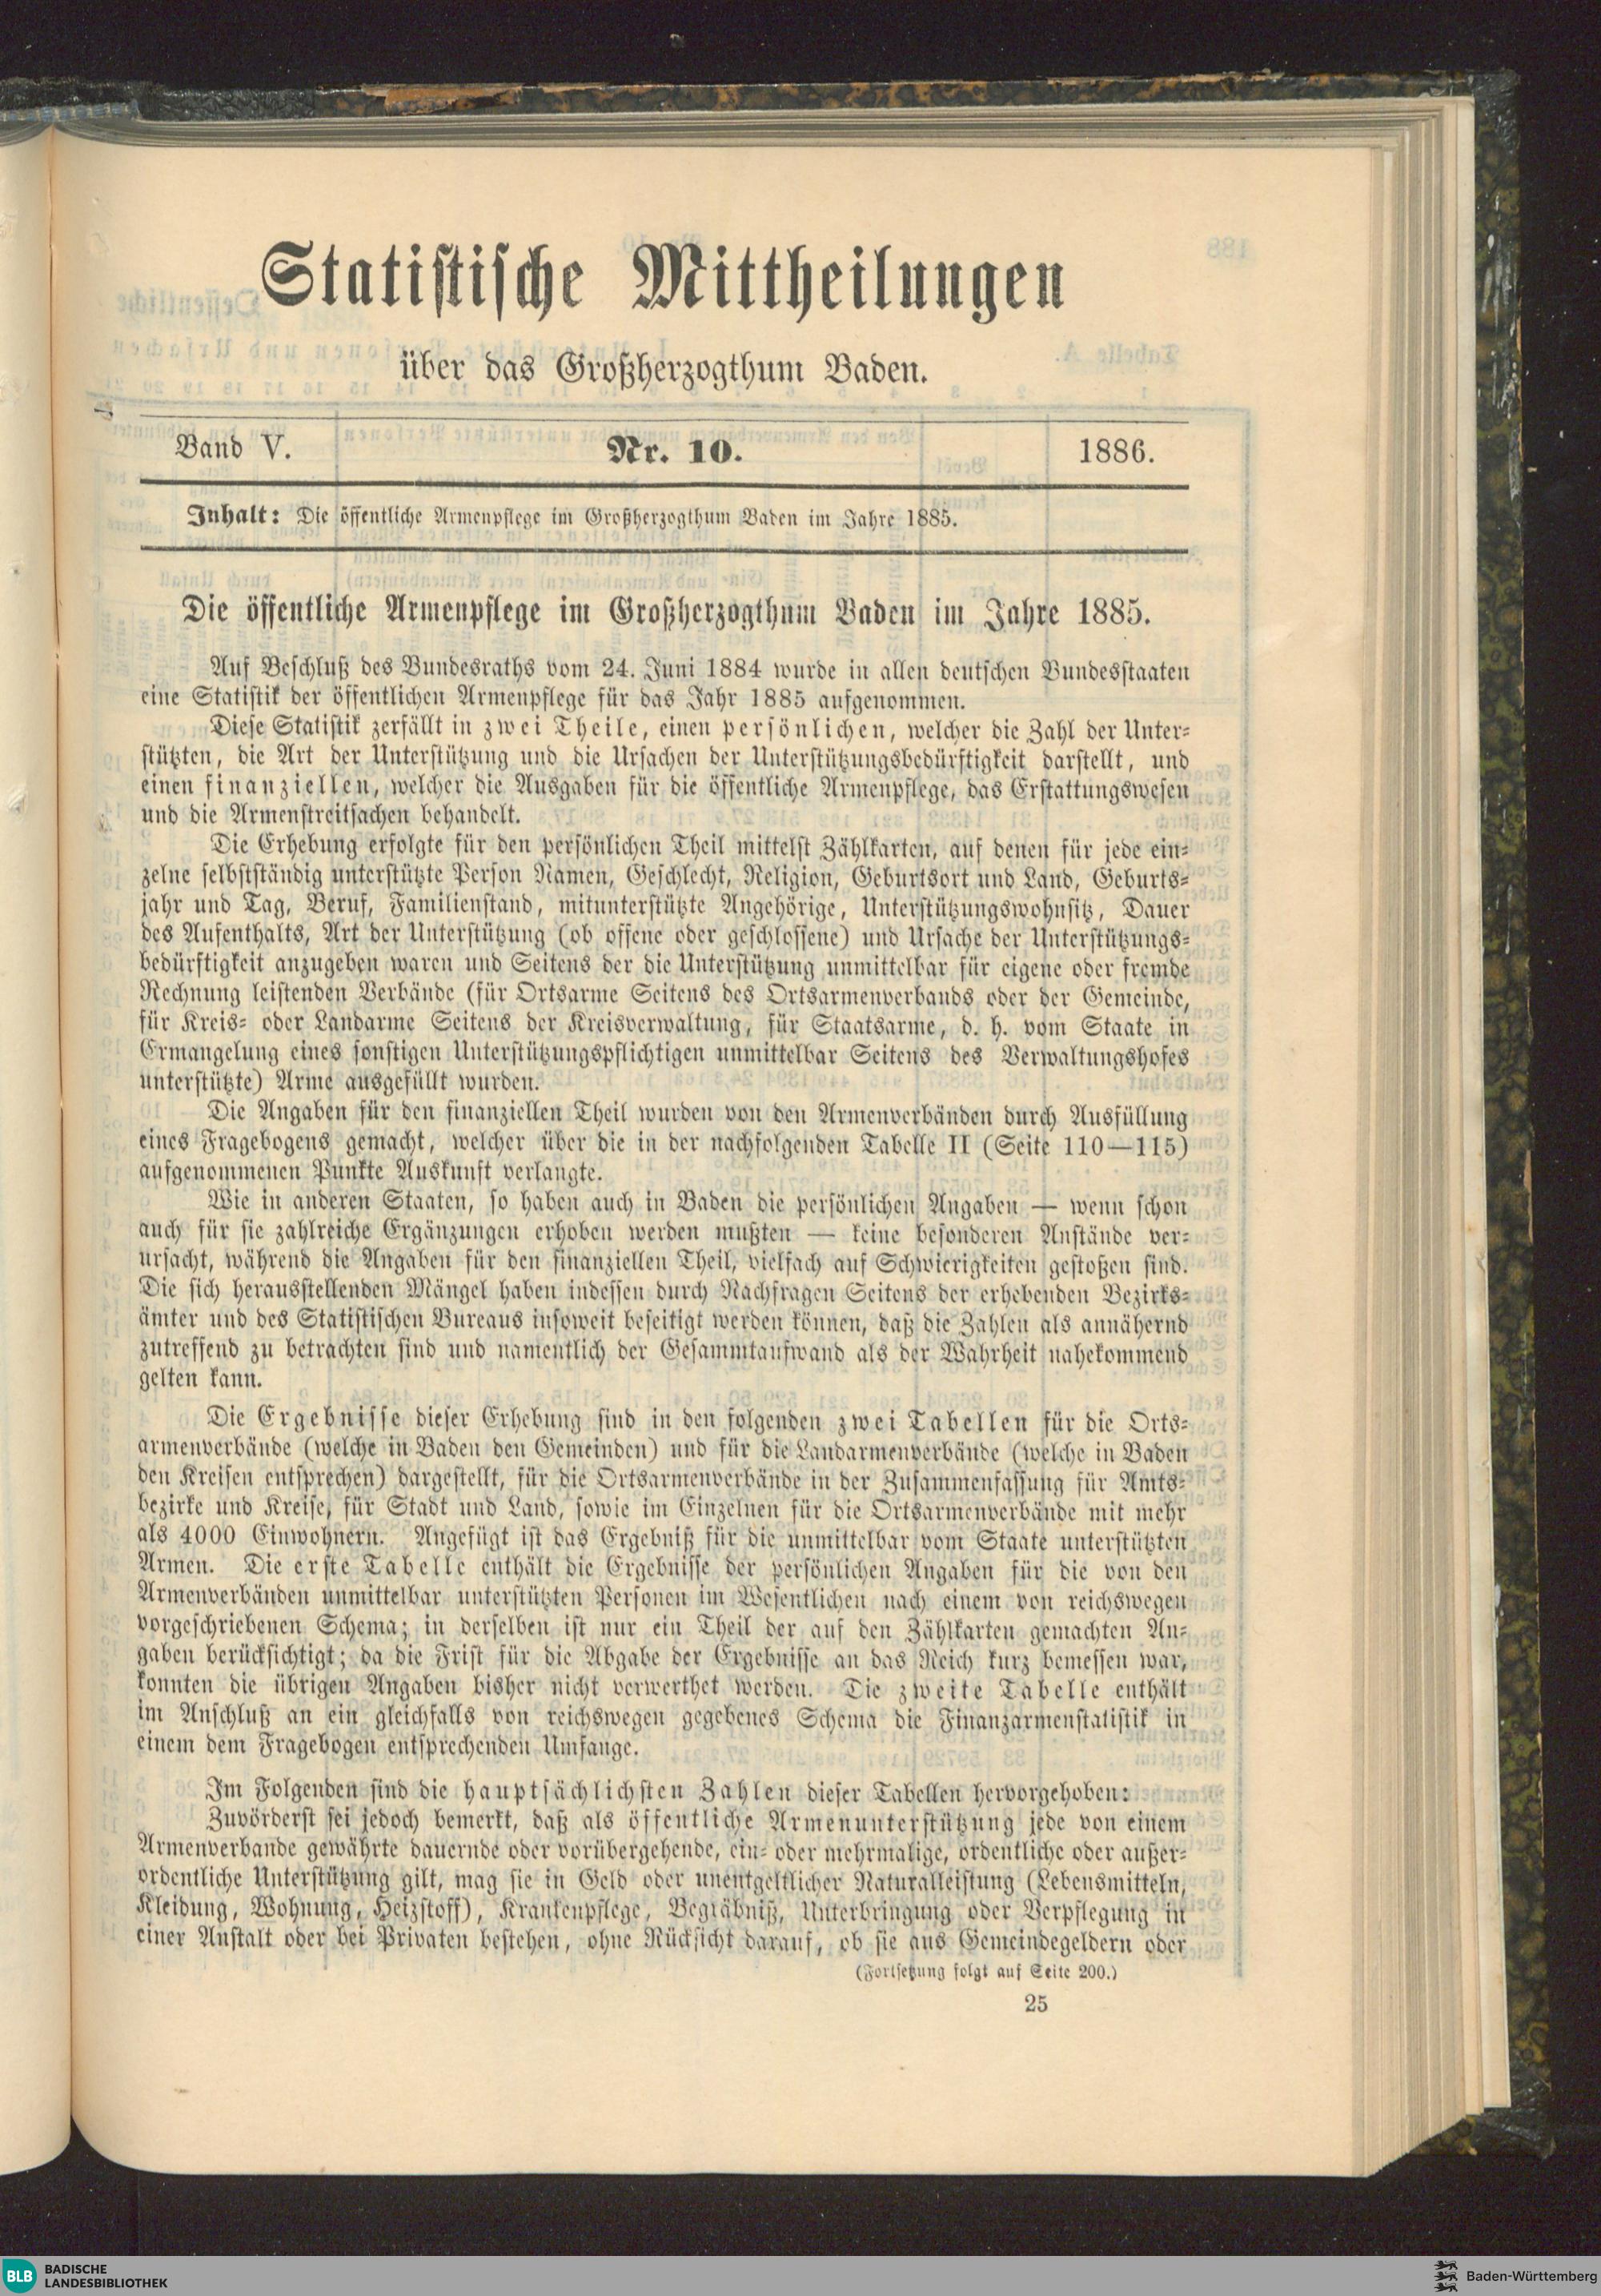 Statistische Mittheilungen
über das Großherzogthum Baden.
Band V.
Nr. 10.
1886.
Inhalt: Die öffentliche Armenpflege im Großherzogthum Baden im Jahre 1885.
Die öffentliche Armenpflege im Großherzogthum Baden im Jahre 1885.
Auf Beschluß des Bundesraths vom 24. Juni 1884 wurde in allen deutschen Bundesstaaten
eine Statistik der öffentlichen Armenpflege für das Jahr 1885 aufgenommen.
Diese Statistik zerfällt in zwei Theile, einen persönlichen, welcher die Zahl der Unter-
stützten, die Art der Unterstützung und die Ursachen der Unterstützungsbedürftigkeit darstellt, und
einen finanziellen, welcher die Ausgaben für die öffentliche Armenpflege, das Erstattungswesen
und die Armenstreitsachen behandelt.
Die Erhebung erfolgte für den persönlichen Theil mittelst Zählkarten, auf denen für jede ein-
zelne selbstständig unterstützte Person Namen, Geschlecht, Religion, Geburtsort und Land, Geburts-
jahr und Tag, Beruf, Familienstand, mitunterstützte Angehörige, Unterstützungswohnsitz, Dauer
des Aufenthalts, Art der Unterstützung (ob offene oder geschlossene) und Ursache der Unterstützungs-
bedürftigkeit anzugeben waren und Seitens der die Unterstützung unmittelbar für eigene oder fremde
Rechnung leistenden Verbände (für Ortsarme Seitens des Ortsarmenverbands oder der Gemeinde,
für Kreis- oder Landarme Seitens der Kreisverwaltung, für Staatsarme, d. h. vom Staate in
Ermangelung eines sonstigen Unterstützungspflichtigen unmittelbar Seitens des Verwaltungshofes
unterstützte) Arme ausgefüllt wurden.
Die Angaben für den finanziellen Theil wurden von den Armenverbänden durch Ausfüllung
eines Fragebogens gemacht, welcher über die in der nachfolgenden Tabelle II (Seite 110—115)
aufgenommenen Punkte Auskunft verlangte.
Wie in anderen Staaten, so haben auch in Baden die persönlichen Angaben — wenn schon
auch für sie zahlreiche Ergänzungen erhoben werden mußten — keine besonderen Anstände ver-
ursacht, während die Angaben für den finanziellen Theil, vielfach auf Schwierigkeiten gestoßen sind.
Die sich herausstellenden Mängel haben indessen durch Nachfragen Seitens der erhebenden Bezirks-
ämter und des Statistischen Bureaus insoweit beseitigt werden können, daß die Zahlen als annähernd
zutreffend zu betrachten sind und namentlich der Gesammtaufwand als der Wahrheit nahekommend
gelten kann.
Die Ergebnisse dieser Erhebung sind in den folgenden zwei Tabellen für die Orts-
armenverbände (welche in Baden den Gemeinden) und für die Landarmenverbände (welche in Baden
den Kreisen entsprechen) dargestellt, für die Ortsarmenverbände in der Zusammenfassung für Amts-
bezirke und Kreise, für Stadt und Land, sowie im Einzelnen für die Ortsarmenverbände mit mehr
als 4000 Einwohnern. Angefügt ist das Ergebniß für die unmittelbar vom Staate unterstützten
Armen. Die erste Tabelle enthält die Ergebnisse der persönlichen Angaben für die von den
Armenverbänden unmittelbar unterstützten Personen im Wesentlichen nach einem von reichswegen
vorgeschriebenen Schema; in derselben ist nur ein Theil der auf den Zählkarten gemachten An-
gaben berücksichtigt; da die Frist für die Abgabe der Ergebnisse an das Reich kurz bemessen war,
konnten die übrigen Angaben bisher nicht verwerthet werden. Die zweite Tabelle enthält
im Anschluß an ein gleichfalls von reichswegen gegebenes Schema die Finanzarmenstatistik in
einem dem Fragebogen entsprechenden Umfange.
Im Folgenden sind die hauptsächlichsten Zahlen dieser Tabellen hervorgehoben:
Zuvörderst sei jedoch bemerkt, daß als öffentliche Armenunterstützung jede von einem
Armenverbande gewährte dauernde oder vorübergehende, ein- oder mehrmalige, ordentliche oder außer-
ordentliche Unterstützung gilt, mag sie in Geld oder unentgeltlicher Naturalleistung (Lebensmitteln,
Kleidung, Wohnung, Heizstoff), Krankenpflege, Begräbniß, Unterbringung oder Verpflegung in
einer Anstalt oder bei Privaten bestehen, ohne Rücksicht darauf, ob sie aus Gemeindegeldern oder
(Fortsetzung folgt auf Seite 200.)
25
BLB BADISCHE
LANDESBIBLIOTHEK
Baden-Württemberg